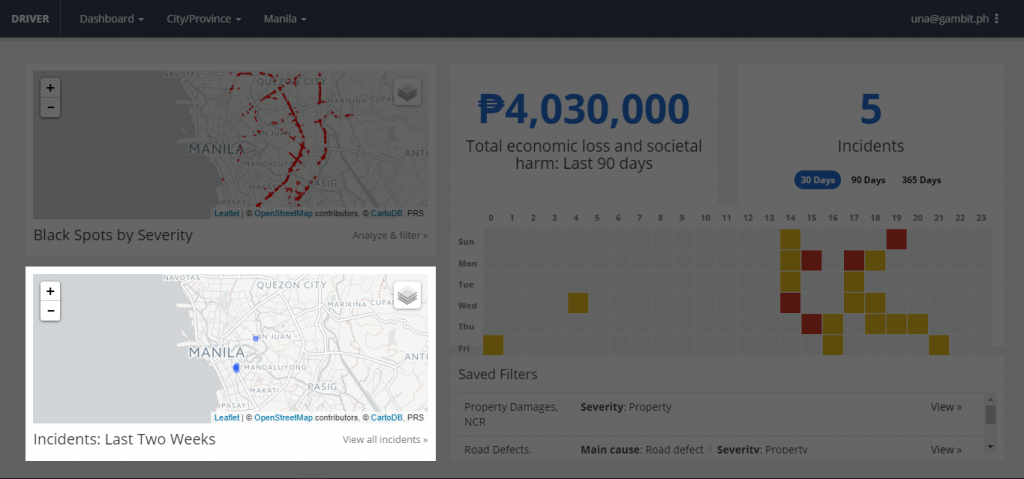 DRIVER Dashboard City/Province Manila una@gambit.ph
+
−
NAVOTAS
QUEZON CITY
MARIKINA
CAINTA
MANILA
MANDALUYONG
ANTI
MAKATI
PASIG
PASAY
Leaflet | © OpenStreetMap contributors, © CartoDB, PRS
Black Spots by Severity Analyze & filter »
₱4,030,000
Total economic loss and societal
harm: Last 90 days
5
Incidents
30 Days 90 Days 365 Days
0 1 2 3 4 5 6 7 8 9 10 11 12 13 14 15 16 17 18 19 20 21 22 23
Sun
Mon
Tue
Wed
Thu
Fri
+
−
NAVOTAS
QUEZON CITY
MARIKINA
SAN JUAN
MANILA
MANDALUYONG
ANTI
PASIG
MAKATI
PASAY
Leaflet | © OpenStreetMap contributors, © CartoDB, PRS
Incidents: Last Two Weeks View all incidents »
Saved Filters
Property Damages,
NCR
Severity: Property View »
Road Defects, Main cause: Road defect | Severity: Property View »